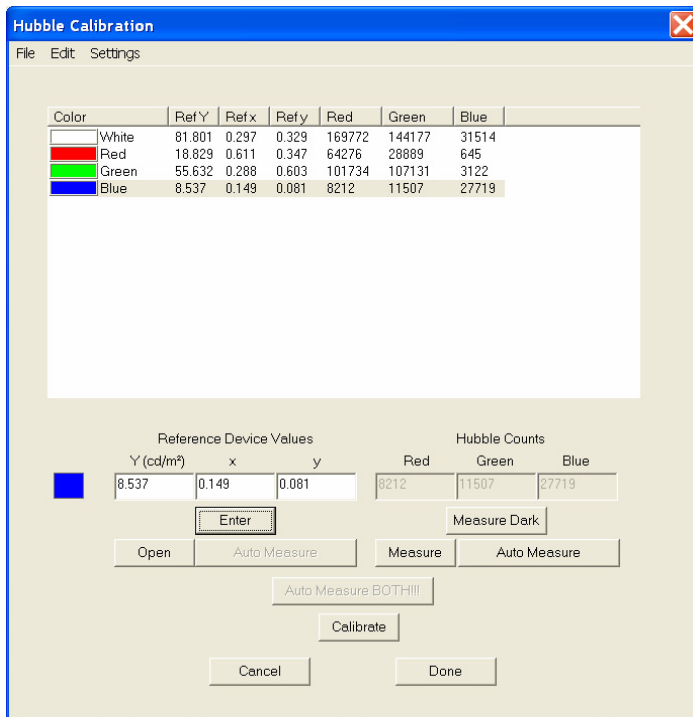 Hubble Calibration
File Edit Settings
Color Ref Y Ref x Ref y Red Green Blue
White 81.801 0.297 0.329 169772 144177 31514
Red 18.829 0.611 0.347 64276 28889 645
Green 55.632 0.288 0.603 101734 107131 3122
Blue 8.537 0.149 0.081 8212 11507 27719
Reference Device Values Hubble Counts
Y (cd/m²) x y Red Green Blue
8.537 0.149 0.081 8212 11507 27719
Enter Measure Dark
Open Auto Measure Measure Auto Measure
Auto Measure BOTH!!!
Calibrate
Cancel Done